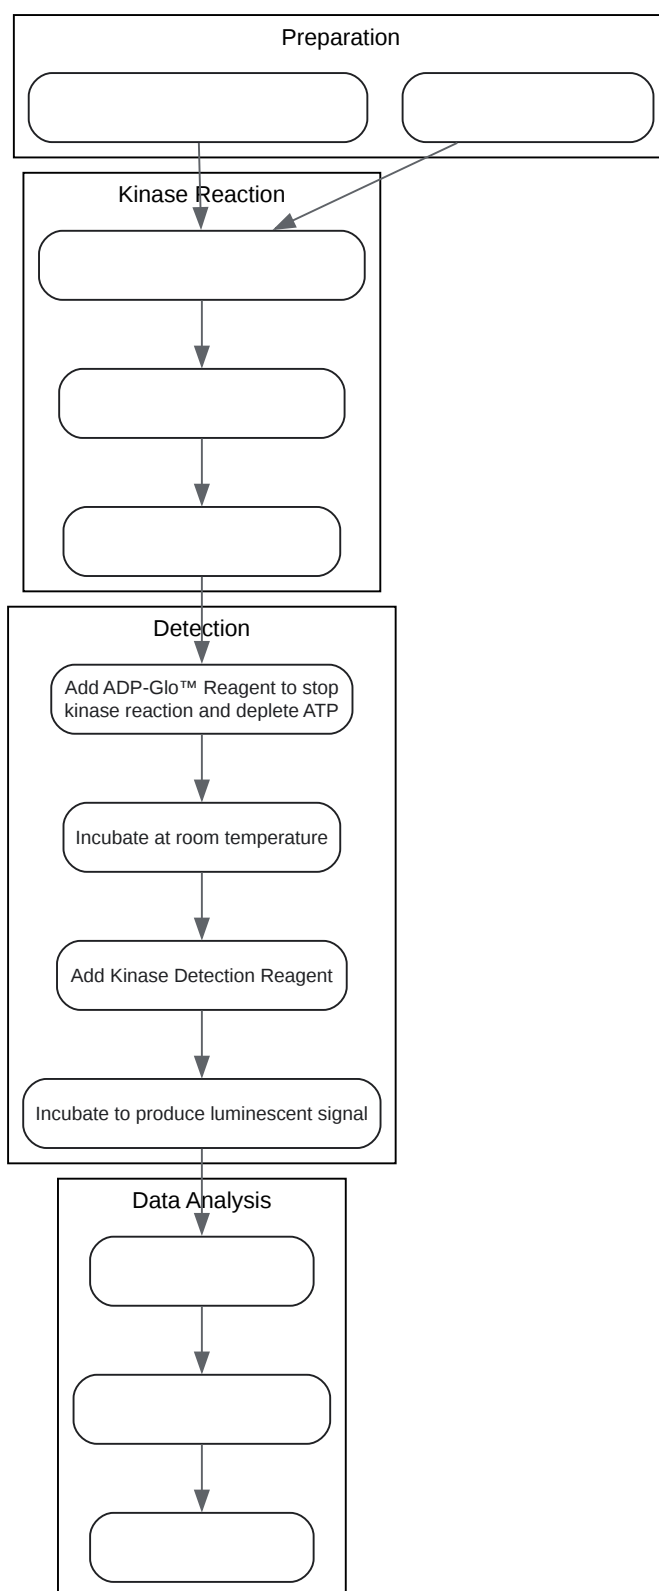 Preparation
Kinase Reaction
Detection
Add ADP-Glo™ Reagent to stop
kinase reaction and deplete ATP
Incubate at room temperature
Add Kinase Detection Reagent
Incubate to produce luminescent signal
Data Analysis